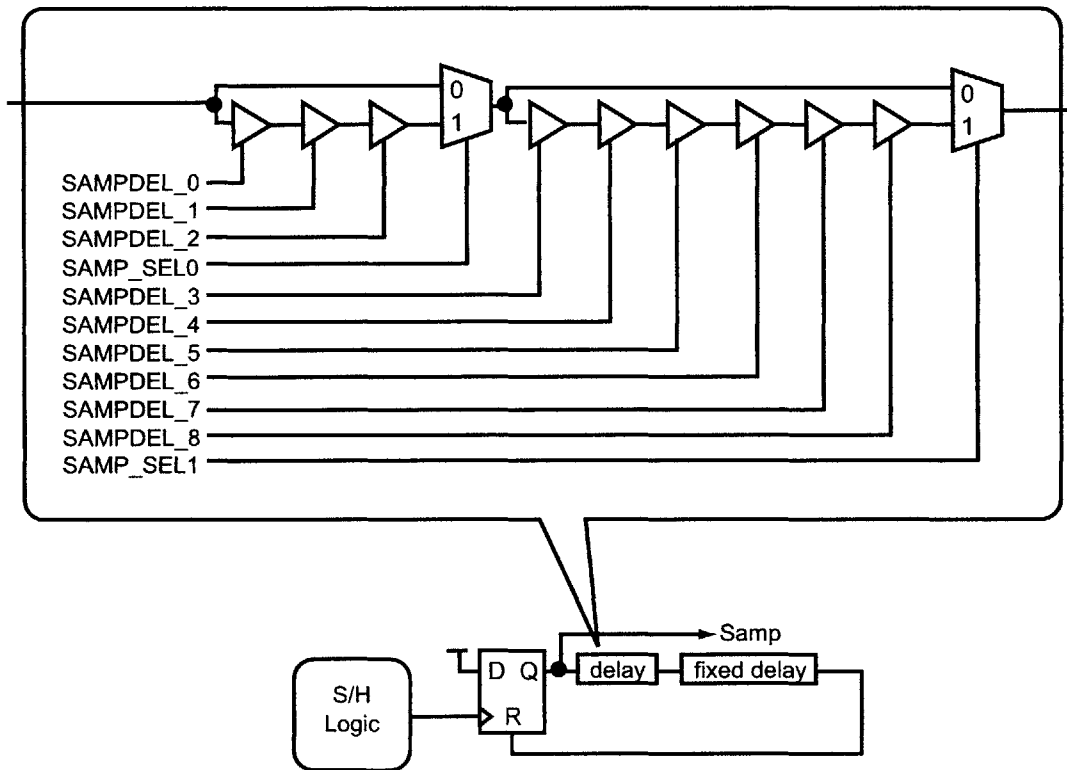 0
1
0
1
SAMPDEL_0
SAMPDEL_1
SAMPDEL_2
SAMP_SEL0
SAMPDEL_3
SAMPDEL_4
SAMPDEL_5
SAMPDEL_6
SAMPDEL_7
SAMPDEL_8
SAMP_SEL1
Samp
S/H
Logic
D Q
R
delay
fixed delay